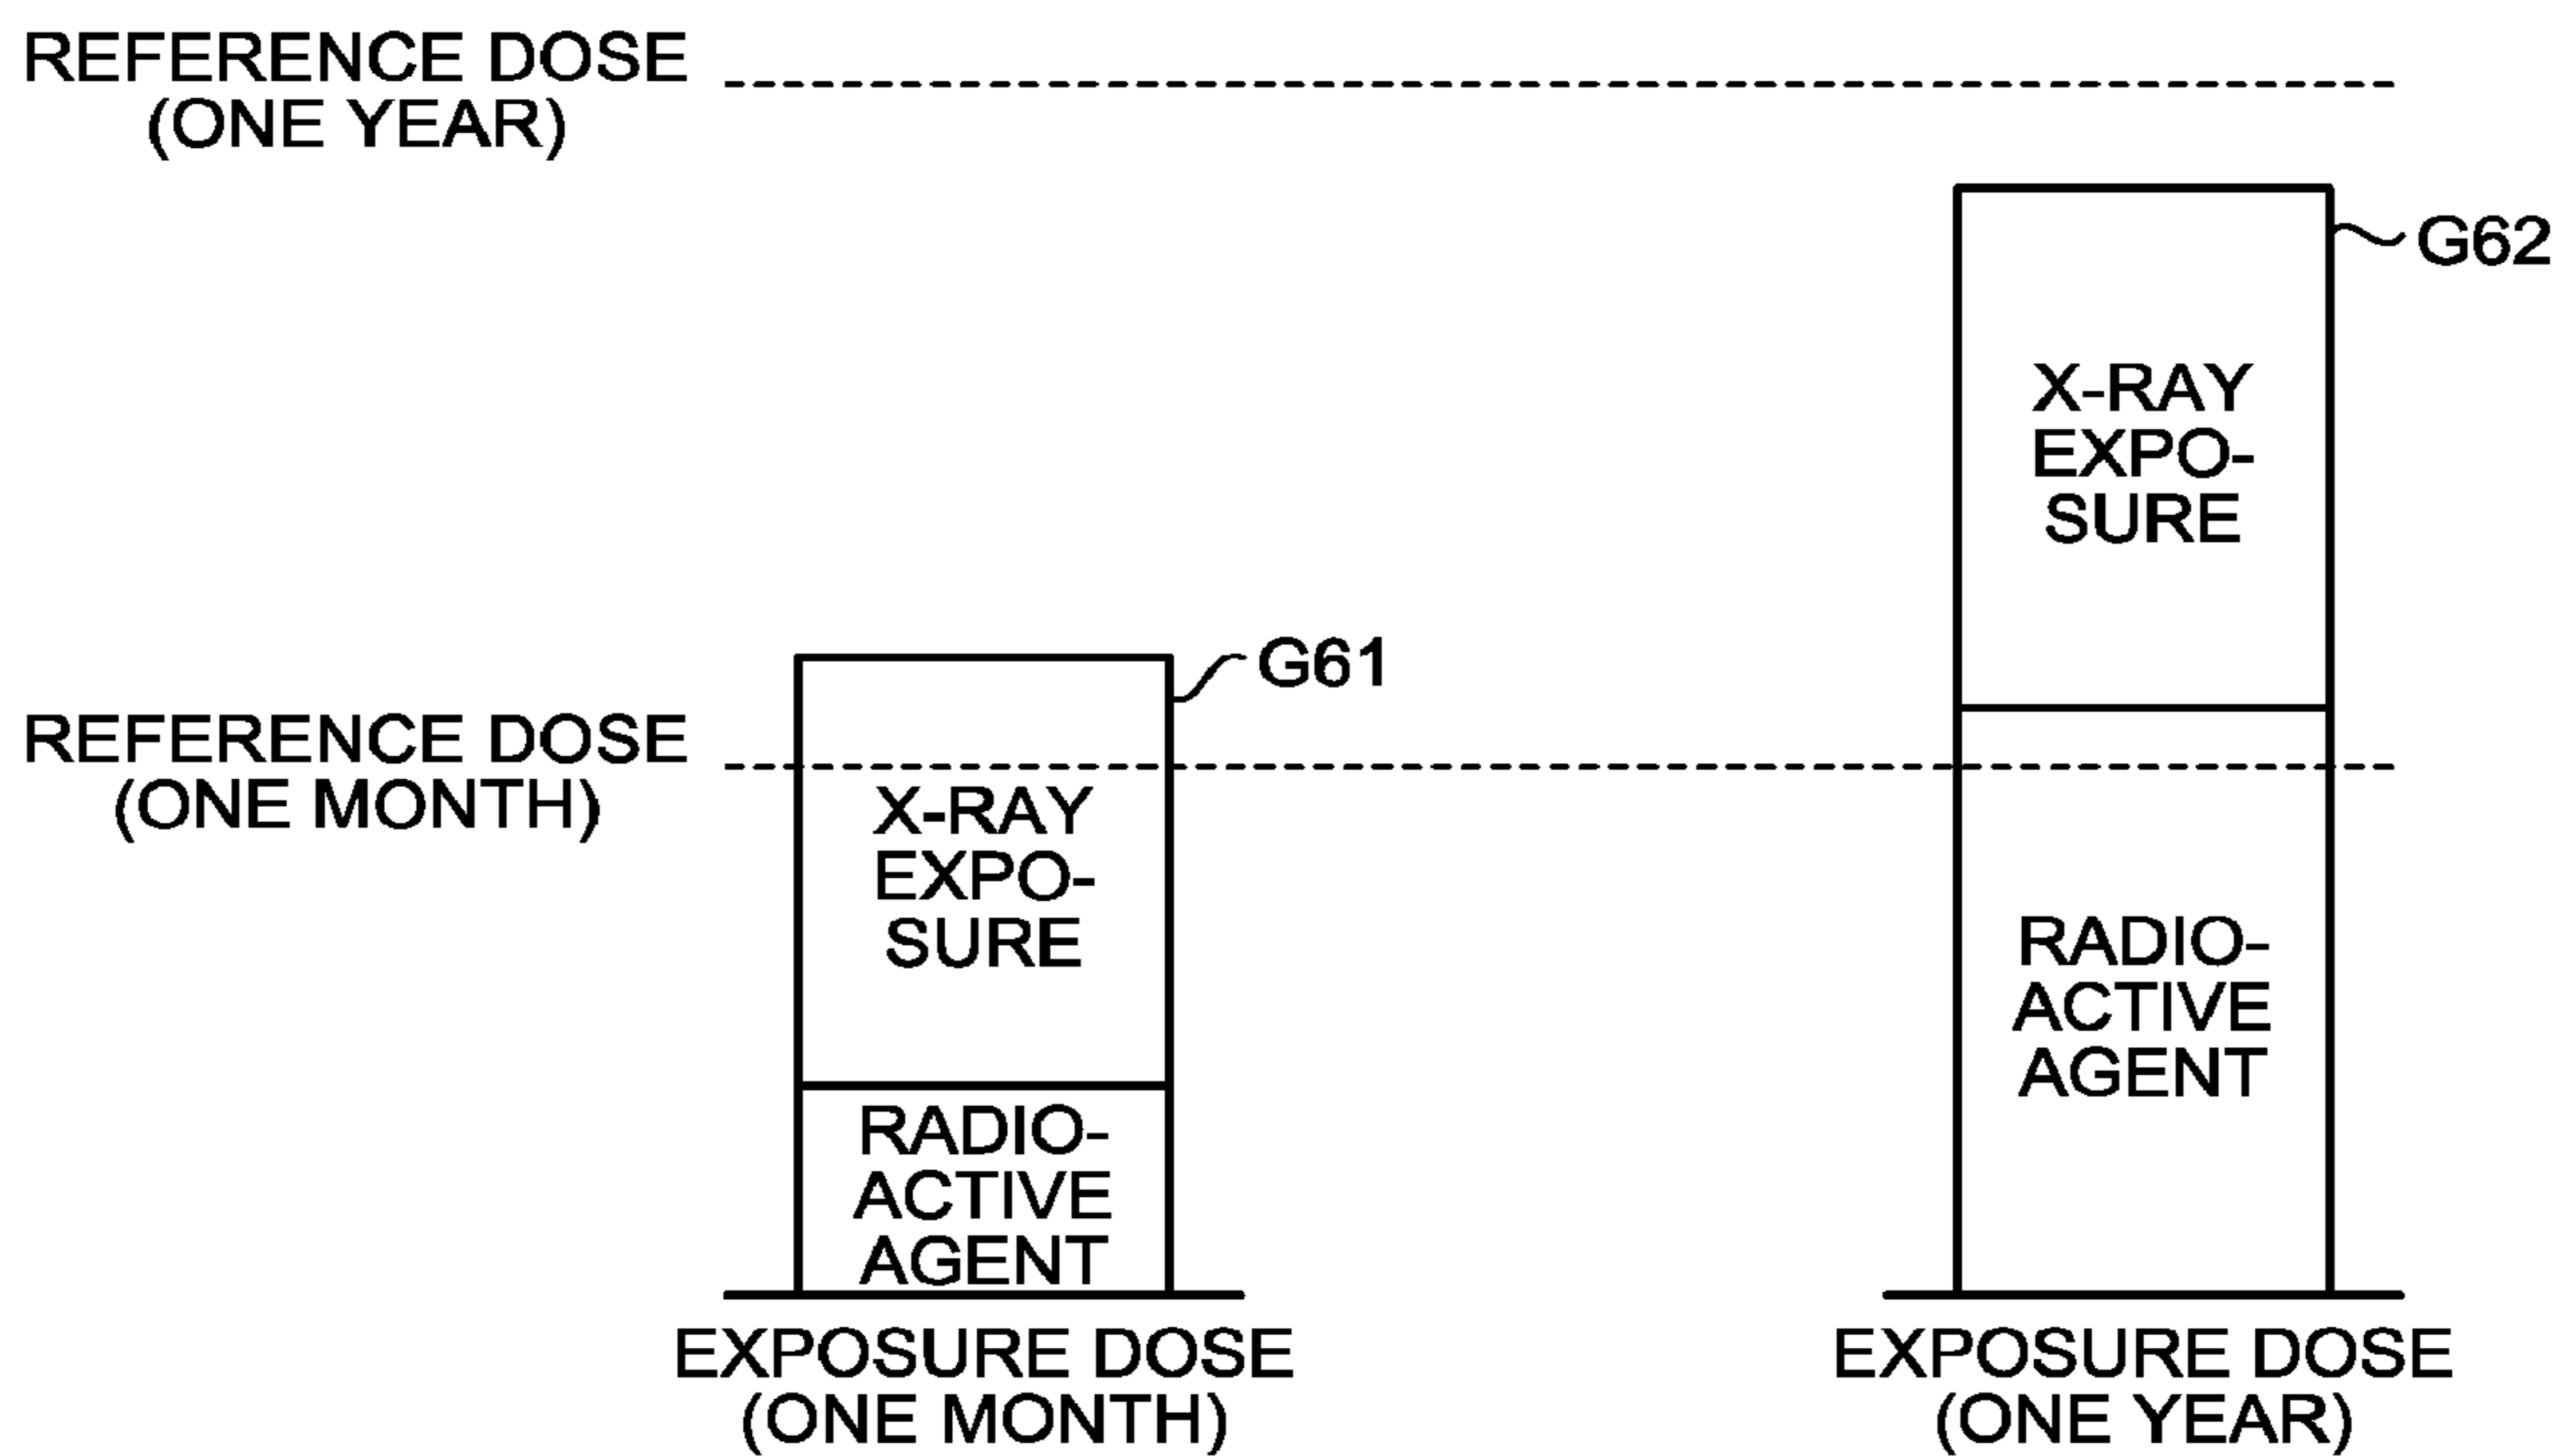 REFERENCE DOSE
(ONE YEAR)
G62
X-RAY
EXPO-
SURE
G61
REFERENCE DOSE
(ONE MONTH)
X-RAY
EXPO-
SURE
RADIO-
ACTIVE
AGENT
RADIO-
ACTIVE
AGENT
EXPOSURE DOSE
(ONE MONTH)
EXPOSURE DOSE
(ONE YEAR)